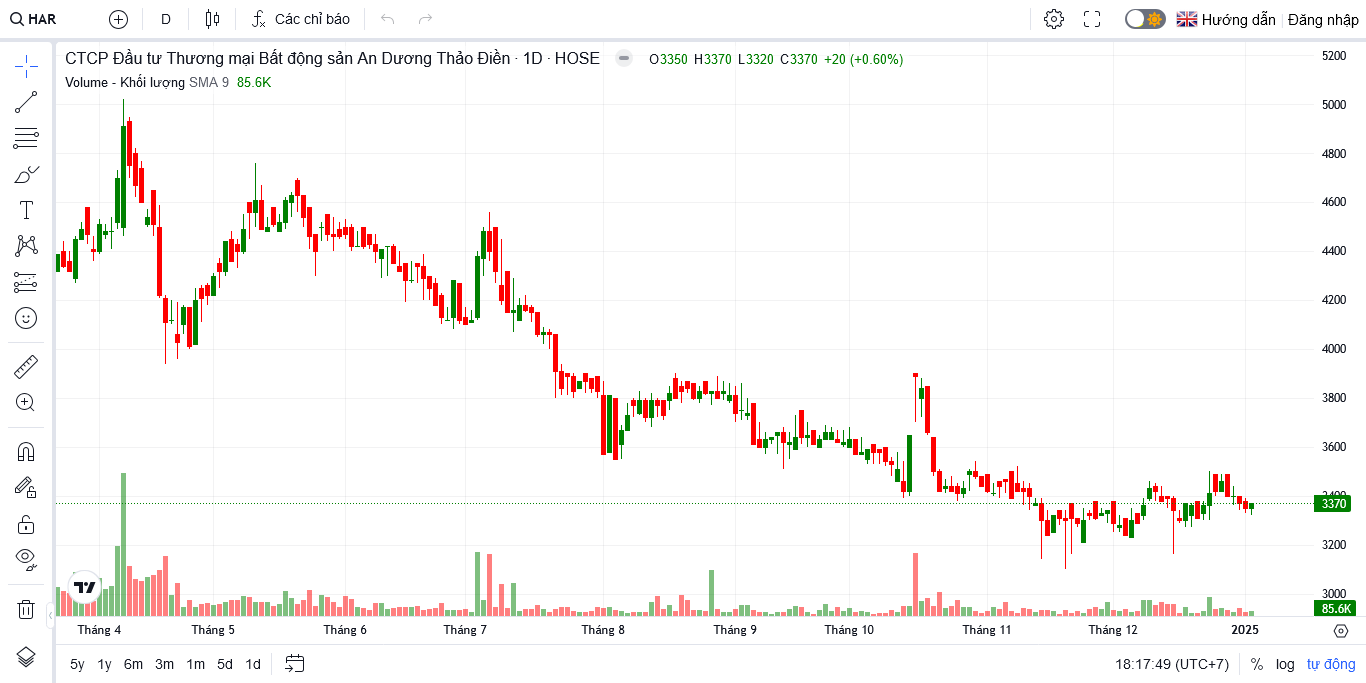 HAR D Các chỉ báo Hướng dẫn Đăng nhập
CTCP Đầu tư Thương mại Bất động sản An Dương Thảo Điền · 1D · HOSE O3350 H3370 L3320 C3370 +20 (+0.60%)
Volume - Khối lượng SMA 9 85.6K
5200
5000
4800
4600
4400
4200
4000
3800
3600
3400
3370
3200
3000
85.6K
Tháng 4 Tháng 5 Tháng 6 Tháng 7 Tháng 8 Tháng 9 Tháng 10 Tháng 11 Tháng 12 2025
5y 1y 6m 3m 1m 5d 1d 18:17:49 (UTC+7) % log tự động